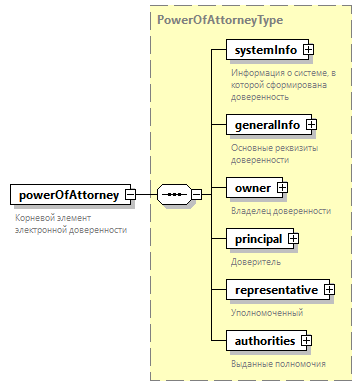 PowerOfAttorneyType
systemInfo
Информация о системе, в
которой сформирована
доверенность
generalInfo
Основные реквизиты
доверенности
owner
Владелец доверенности
powerOfAttorney
Корневой элемент
электронной доверенности
principal
Доверитель
representative
Уполномоченный
authorities
Выданные полномочия